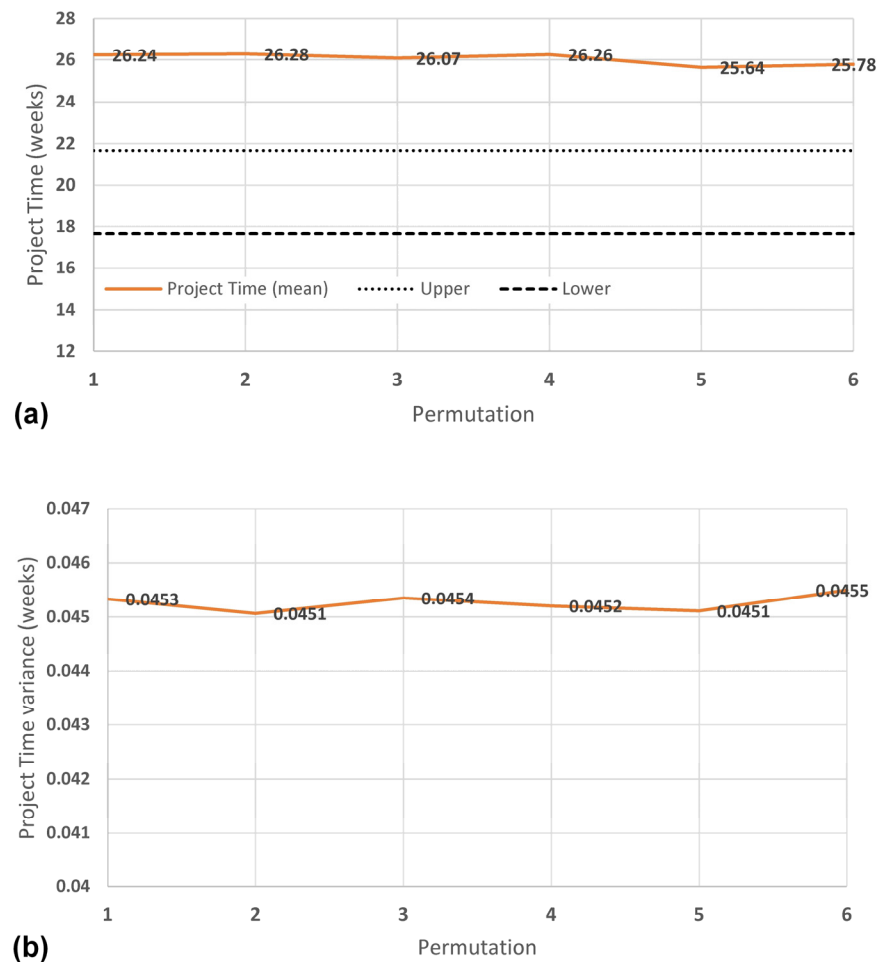 28
26
24
22
20
18
16
14
12
Project Time (weeks)
26.24 26.28 26.07 26.26 25.64 25.78
Project Time (mean) Upper Lower
1 2 3 4 5 6
(a)
Permutation
0.047
0.046
0.045
0.044
0.043
0.042
0.041
0.04
Project Time variance (weeks)
0.0453 0.0451 0.0454 0.0452 0.0451 0.0455
1 2 3 4 5 6
(b)
Permutation